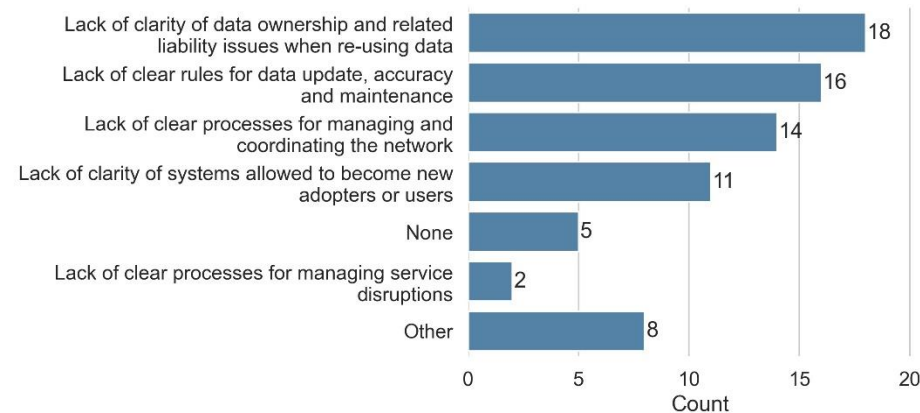 Lack of clarity of data ownership and related
liability issues when re-using data
18
Lack of clear rules for data update, accuracy
and maintenance
16
Lack of clear processes for managing and
coordinating the network
14
Lack of clarity of systems allowed to become new
adopters or users
11
None
5
Lack of clear processes for managing service
disruptions
2
Other
8
0 5 10 15 20
Count